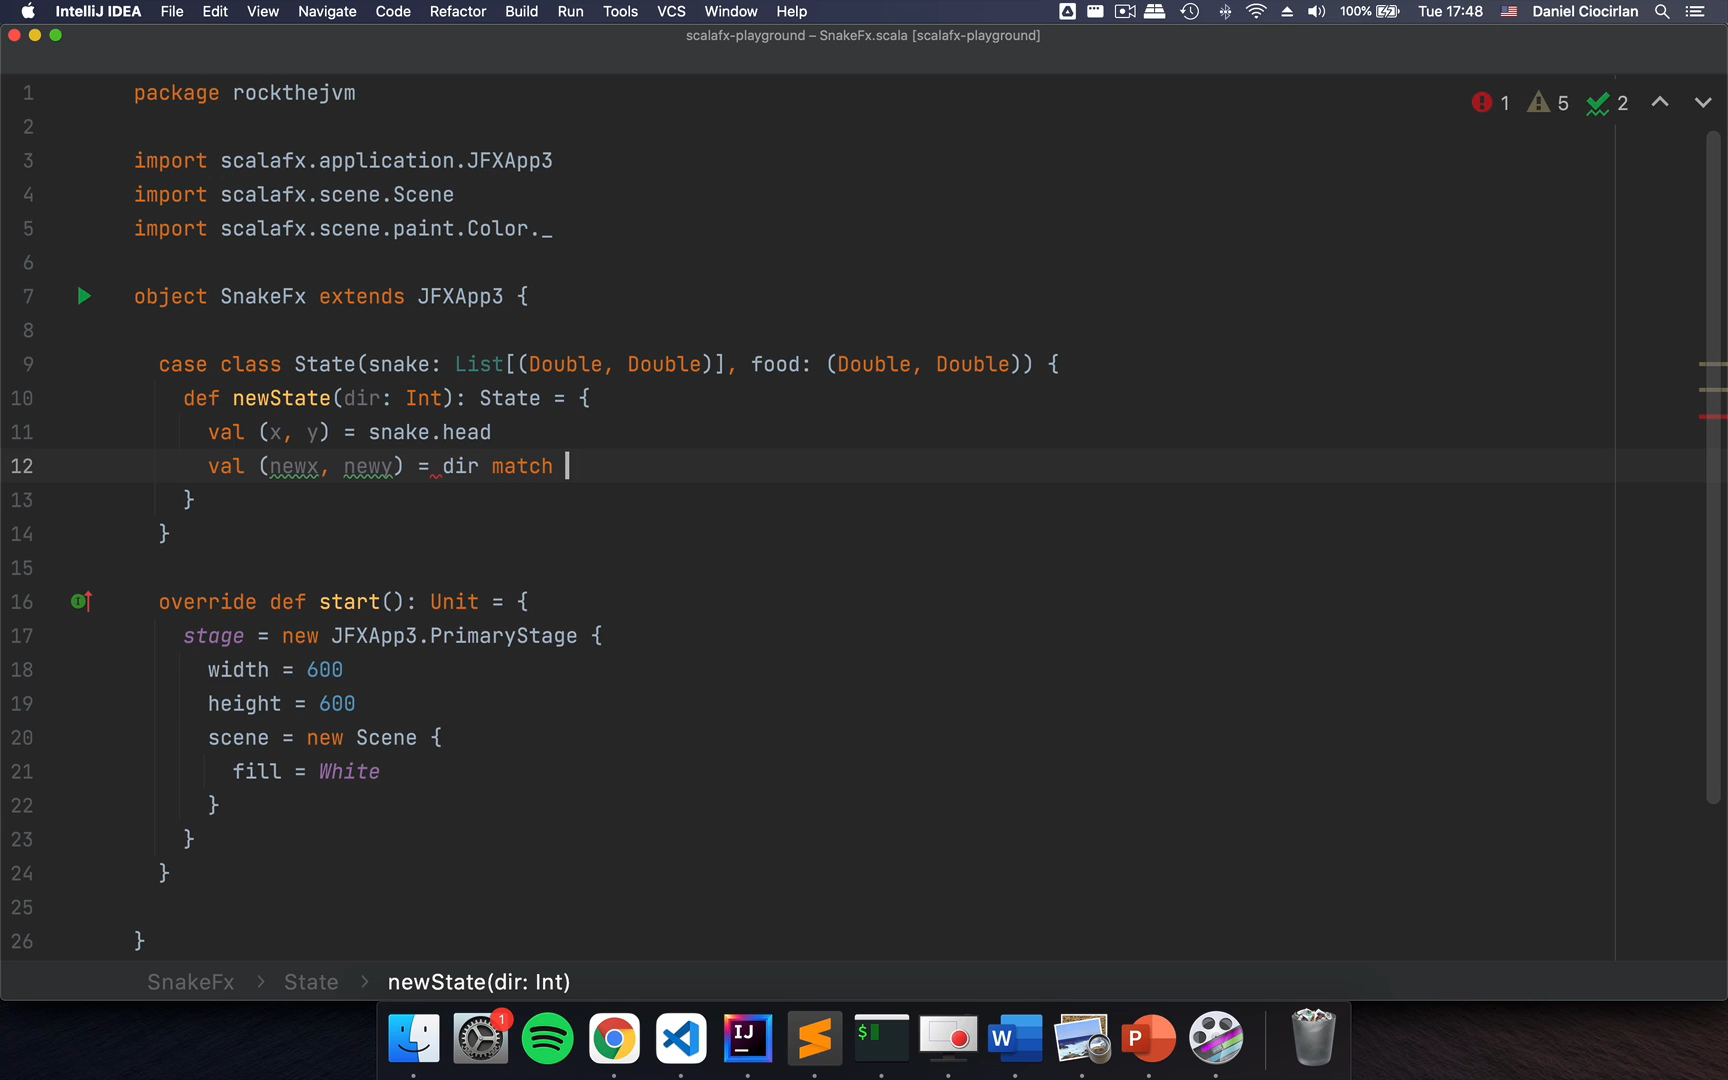 IntelliJ IDEA File Edit View Navigate Code Refactor Build Run Tools VCS Window Help 100% Tue 17:48 Daniel Ciocirlan
scalafx-playground – SnakeFx.scala [scalafx-playground]
1 package rockthejvm 1 5 2
2
3 import scalafx.application.JFXApp3
4 import scalafx.scene.Scene
5 import scalafx.scene.paint.Color._
6
7 object SnakeFx extends JFXApp3 {
8
9 case class State(snake: List[(Double, Double)], food: (Double, Double)) {
10 def newState(dir: Int): State = {
11 val (x, y) = snake.head
12 val (newx, newy) = dir match
13 }
14 }
15
16 override def start(): Unit = {
17 stage = new JFXApp3.PrimaryStage {
18 width = 600
19 height = 600
20 scene = new Scene {
21 fill = White
22 }
23 }
24 }
25
26 }
SnakeFx > State > newState(dir: Int)
1
IJ
$
W
P